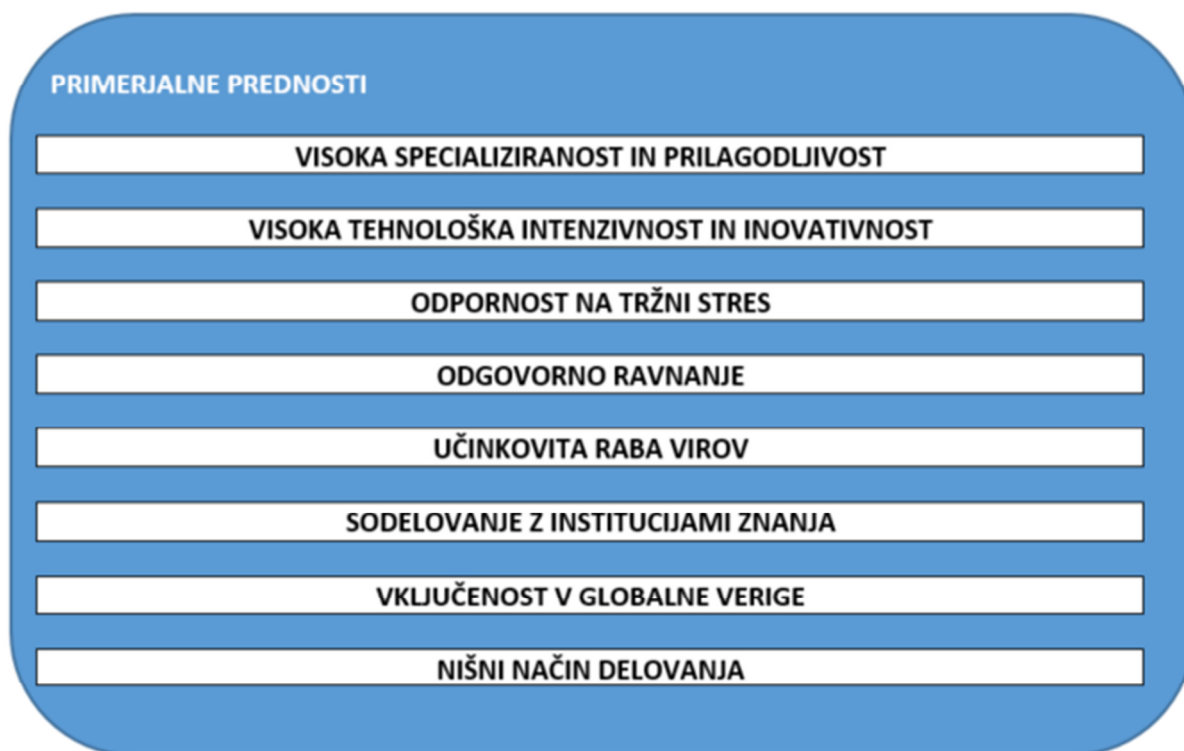 PRIMERJALNE PREDNOSTI
VISOKA SPECIALIZIRANOST IN PRILAGODLJIVOST
VISOKA TEHNOLOŠKA INTENZIVNOST IN INOVATIVNOST
ODPORNOST NA TRŽNI STRES
ODGOVORNO RAVNANJE
UČINKOVITA RABA VIROV
SODELOVANJE Z INSTITUCIJAMI ZNANJA
VKLJUČENOST V GLOBALNE VERIGE
NIŠNI NAČIN DELOVANJA